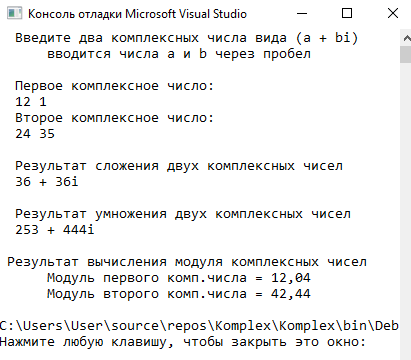 Консоль отладки Microsoft Visual Studio
Введите два комплексных числа вида (a + bi)
вводится числа a и b через пробел
Первое комплексное число:
12 1
Второе комплексное число:
24 35
Результат сложения двух комплексных чисел
36 + 36i
Результат умножения двух комплексных чисел
253 + 444i
Результат вычисления модуля комплексных чисел
Модуль первого комп.числа = 12,04
Модуль второго комп.числа = 42,44
C:\Users\User\source\repos\Komplex\Komplex\bin\Deb
Нажмите любую клавишу, чтобы закрыть это окно: